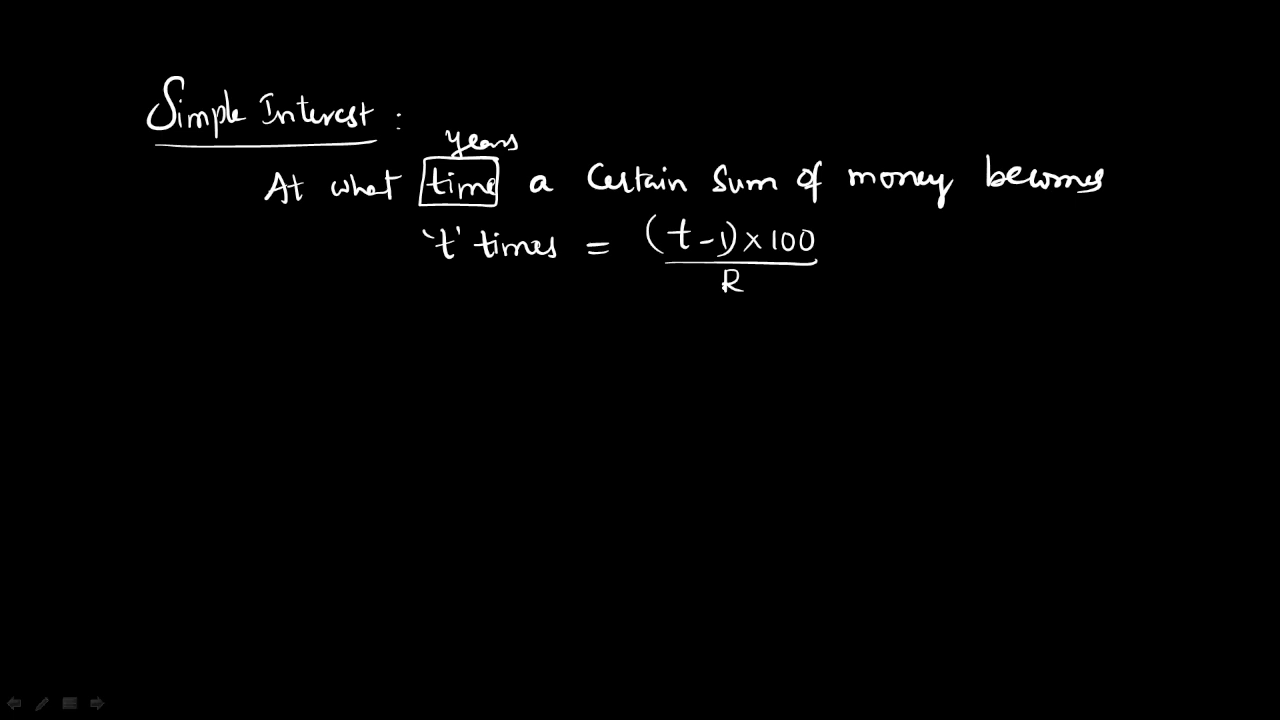 Simple Interest :
years
At what time a certain sum of money becomes
't' times = (t-1) × 100
R